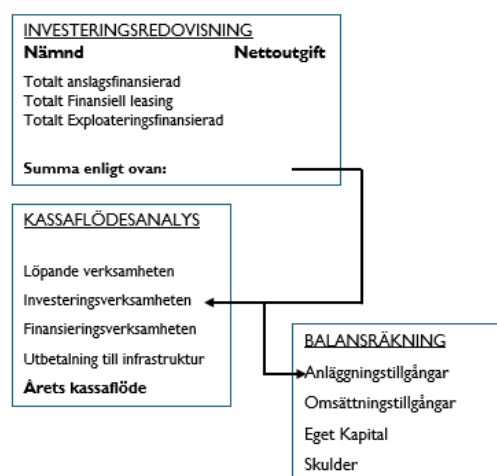 INVESTERINGSREDOVISNING
Nämnd Nettoutgift
Totalt anslagsfinansierad
Totalt Finansiell leasing
Totalt Exploateringsfinansierad
Summa enligt ovan:
KASSAFLÖDESANALYS
Löpande verksamheten
Investeringsverksamheten
Finansieringsverksamheten
Utbetalning till infrastruktur
Årets kassaflöde
BALANSRÄKNING
Anläggningstillgångar
Omsättningstillgångar
Eget Kapital
Skulder